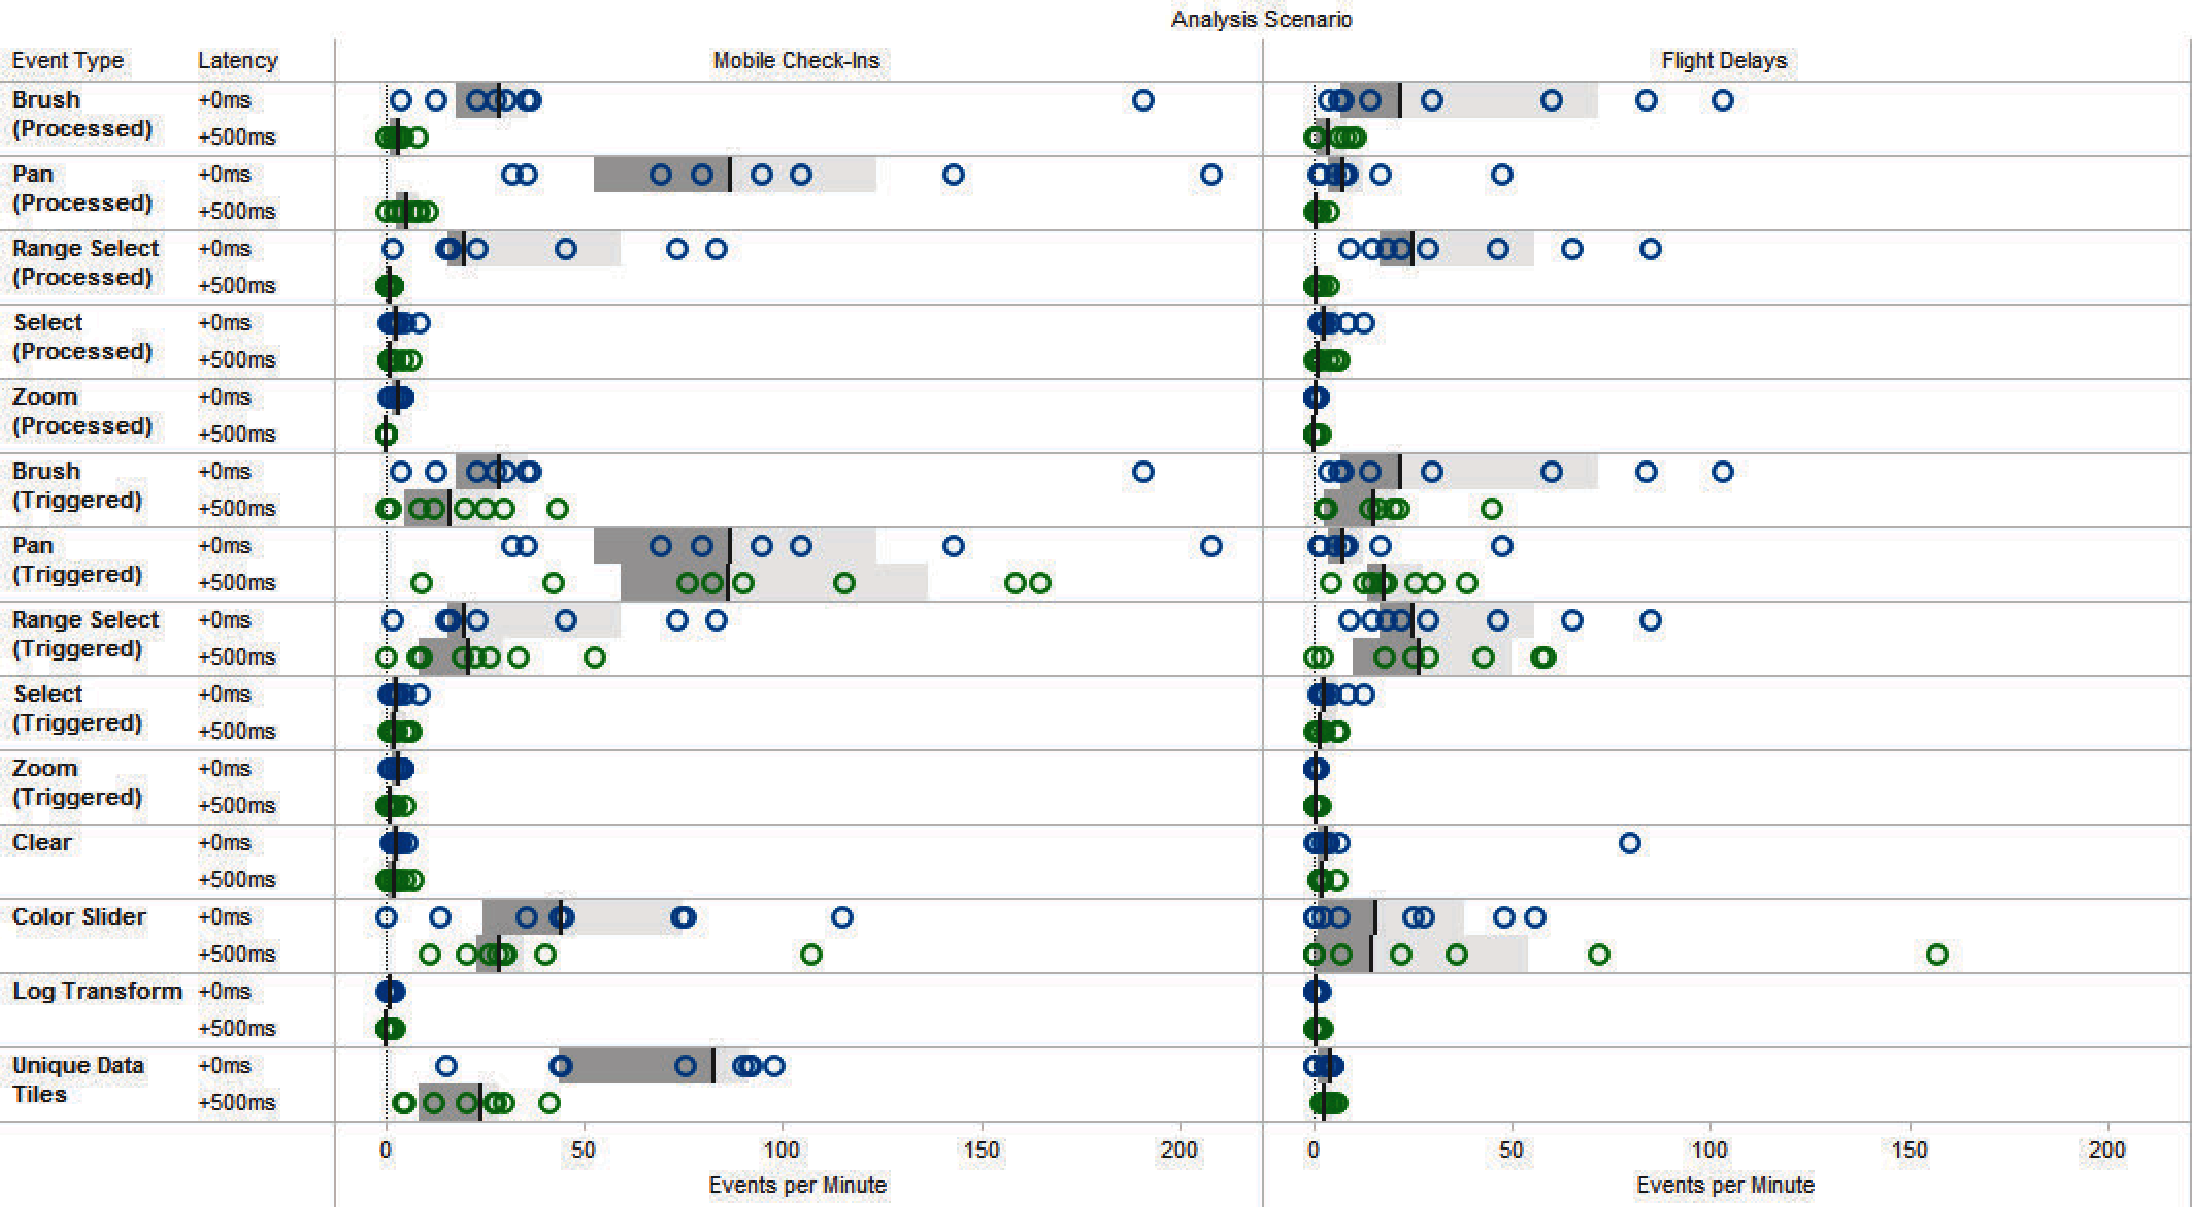 Analysis Scenario
Event Type Latency Mobile Check-Ins Flight Delays
Brush +0ms
(Processed)
+500ms
Pan +0ms
(Processed)
+500ms
Range Select +0ms
(Processed)
+500ms
Select +0ms
(Processed)
+500ms
Zoom +0ms
(Processed)
+500ms
Brush +0ms
(Triggered)
+500ms
Pan +0ms
(Triggered)
+500ms
Range Select +0ms
(Triggered)
+500ms
Select +0ms
(Triggered)
+500ms
Zoom +0ms
(Triggered)
+500ms
Clear +0ms
+500ms
Color Slider +0ms
+500ms
Log Transform +0ms
+500ms
Unique Data +0ms
Tiles
+500ms
0 50 100 150 200 0 50 100 150 200
Events per Minute Events per Minute